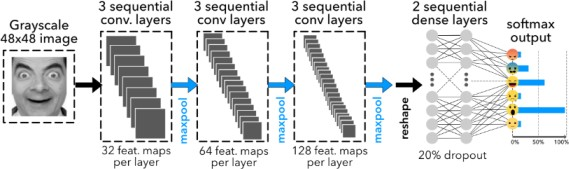 Grayscale
48x48 image
3 sequential
conv. layers
32 feat. maps
per layer
maxpool
3 sequential
conv layers
64 feat. maps
per layer
maxpool
3 sequential
conv layers
128 feat. maps
per layer
maxpool
reshape
2 sequential
dense layers
20% dropout
softmax
output
0%
100%